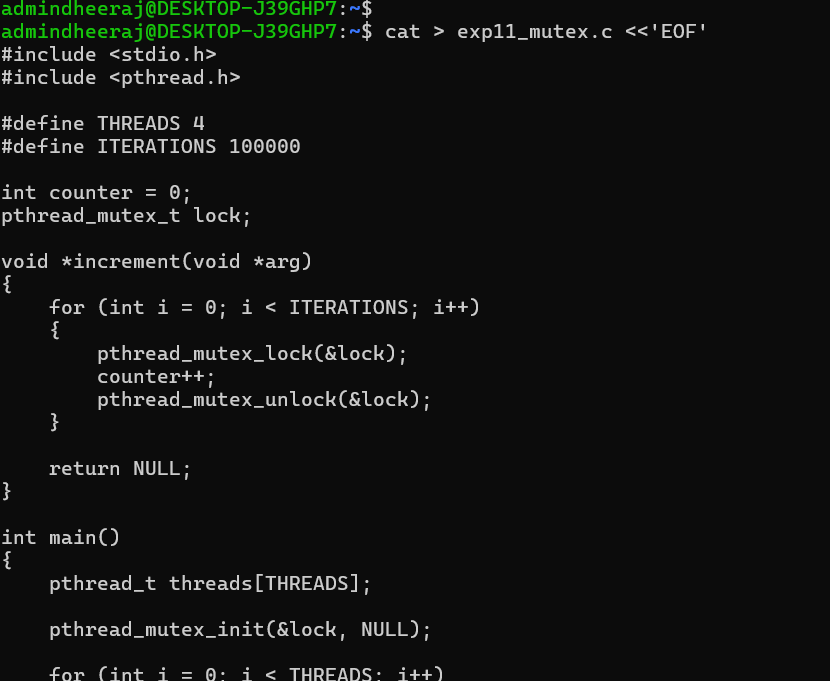 admindheeraj@DESKTOP-J39GHP7:~$
admindheeraj@DESKTOP-J39GHP7:~$ cat > exp11_mutex.c <<'EOF'
#include <stdio.h>
#include <pthread.h>

#define THREADS 4
#define ITERATIONS 100000

int counter = 0;
pthread_mutex_t lock;

void *increment(void *arg)
{
    for (int i = 0; i < ITERATIONS; i++)
    {
        pthread_mutex_lock(&lock);
        counter++;
        pthread_mutex_unlock(&lock);
    }

    return NULL;
}

int main()
{
    pthread_t threads[THREADS];

    pthread_mutex_init(&lock, NULL);

    for (int i = 0; i < THREADS; i++)